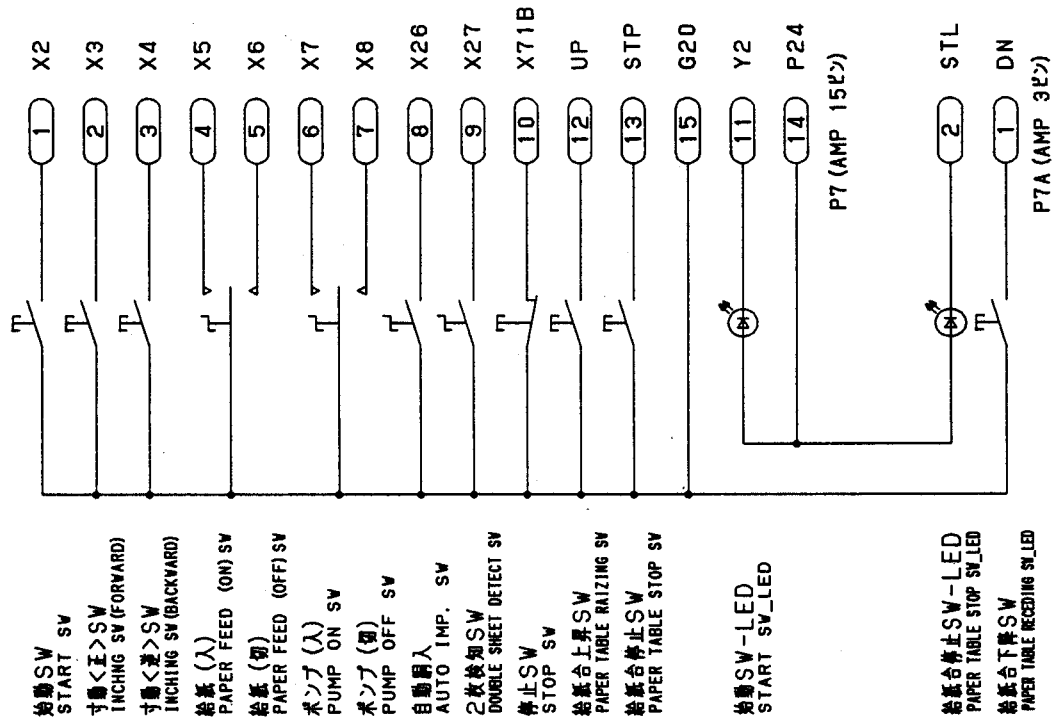 X2
X3
X4
X5
X6
X7
X8
X26
X27
X71B
UP
STP
G20
Y2
P24
STL
DN
1
2
3
4
5
6
7
8
9
10
12
13
15
11
14
2
1
P7 (AMP 15ピン)
P7A (AMP 3ピン)
始動SW
START SW
寸動<正>SW
INCHNG SW (FORWARD)
寸動<逆>SW
INCHING SW (BACKWARD)
給紙 (入)
PAPER FEED (ON) SW
給紙 (切)
PAPER FEED (OFF) SW
ポンプ (入)
PUMP ON SW
ポンプ (切)
PUMP OFF SW
自動胴入
AUTO IMP. SW
2枚検知SW
DOUBLE SHEET DETECT SW
停止SW
STOP SW
給紙台上昇SW
PAPER TABLE RAIZING SW
給紙台停止SW
PAPER TABLE STOP SW
始動SW-LED
START SW_LED
給紙台停止SW-LED
PAPER TABLE STOP SW_LED
給紙台下降SW
PAPER TABLE RECEDING SW_LED